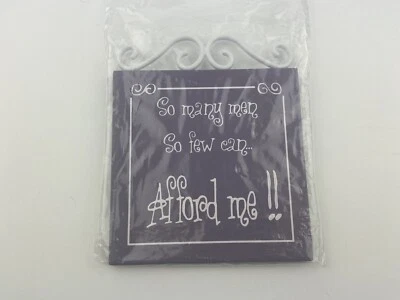 So many men
So few can...
Afford me !!